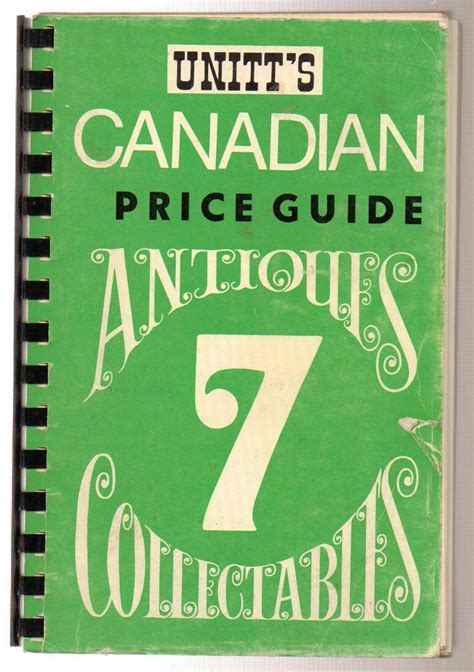 UNITT'S
CANADIAN
PRICE GUIDE
ANTIQUES
7
COLLECTABLES